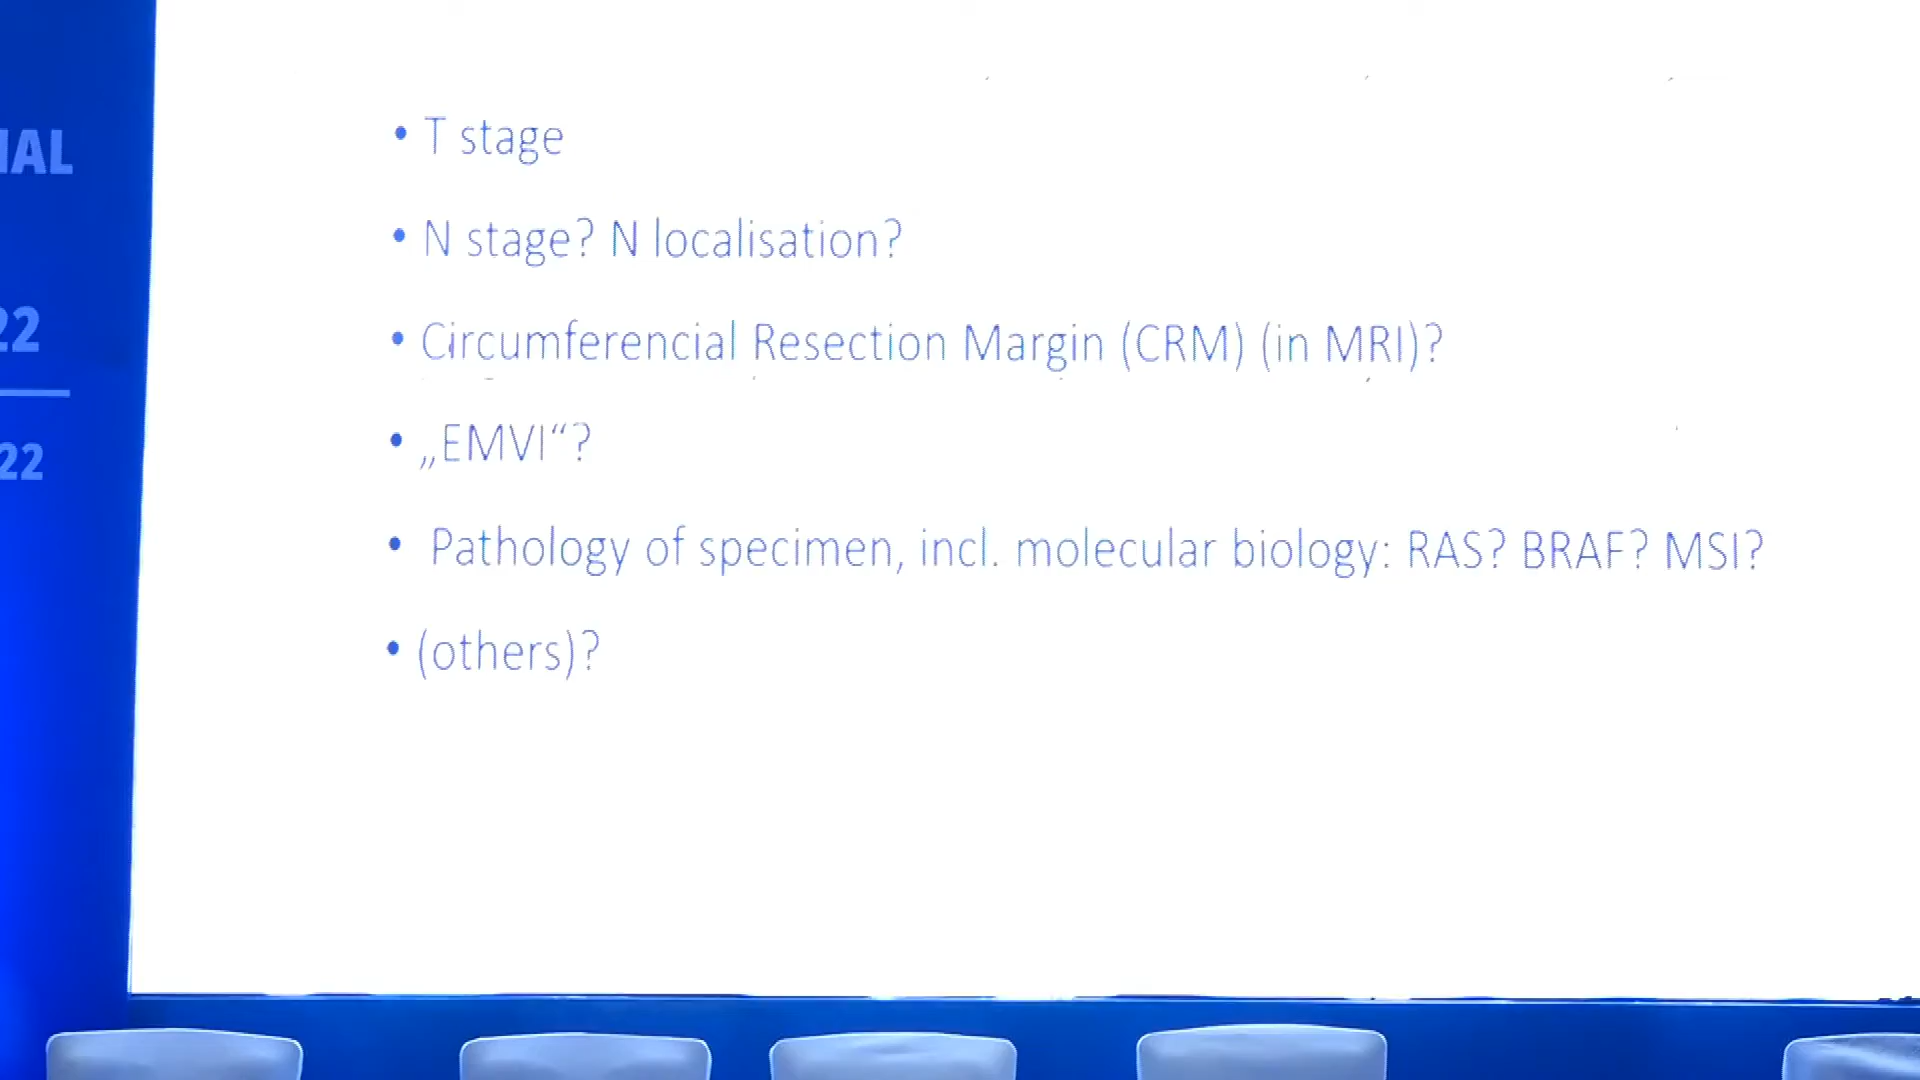 IAL
22
22
• T stage
• N stage? N localisation?
• Circumferencial Resection Margin (CRM) (in MRI)?
• „EMVI“?
• Pathology of specimen, incl. molecular biology: RAS? BRAF? MSI?
• (others)?